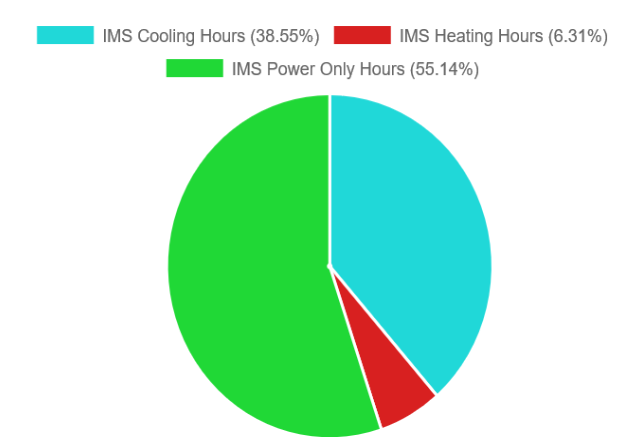 IMS Cooling Hours (38.55%) IMS Heating Hours (6.31%)
IMS Power Only Hours (55.14%)